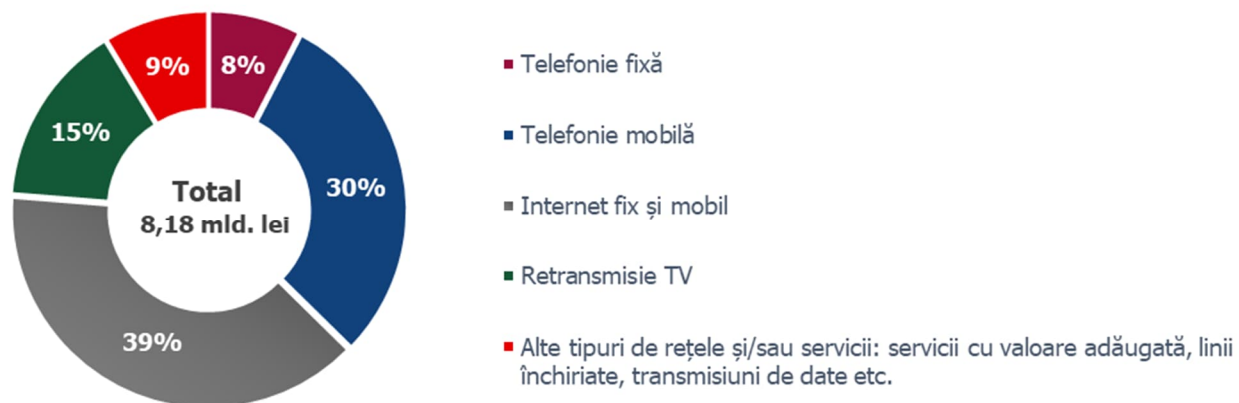 9%
8%
15%
30%
Total
8,18 mld. lei
39%
Telefonie fixă
Telefonie mobilă
Internet fix și mobil
Retransmisie TV
Alte tipuri de rețele și/sau servicii: servicii cu valoare adăugată, linii
închiriate, transmisiuni de date etc.